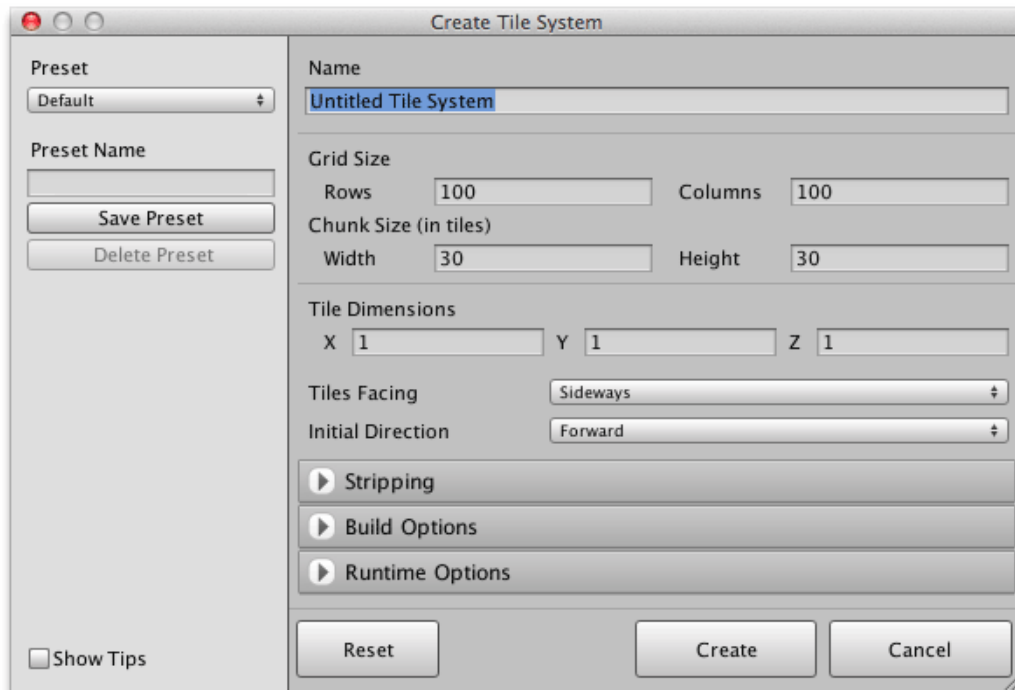 Create Tile System
Preset
Default
Preset Name
Save Preset
Delete Preset
Show Tips
Name
Untitled Tile System
Grid Size
Rows 100 Columns 100
Chunk Size (in tiles)
Width 30 Height 30
Tile Dimensions
X 1 Y 1 Z 1
Tiles Facing Sideways
Initial Direction Forward
Stripping
Build Options
Runtime Options
Reset Create Cancel